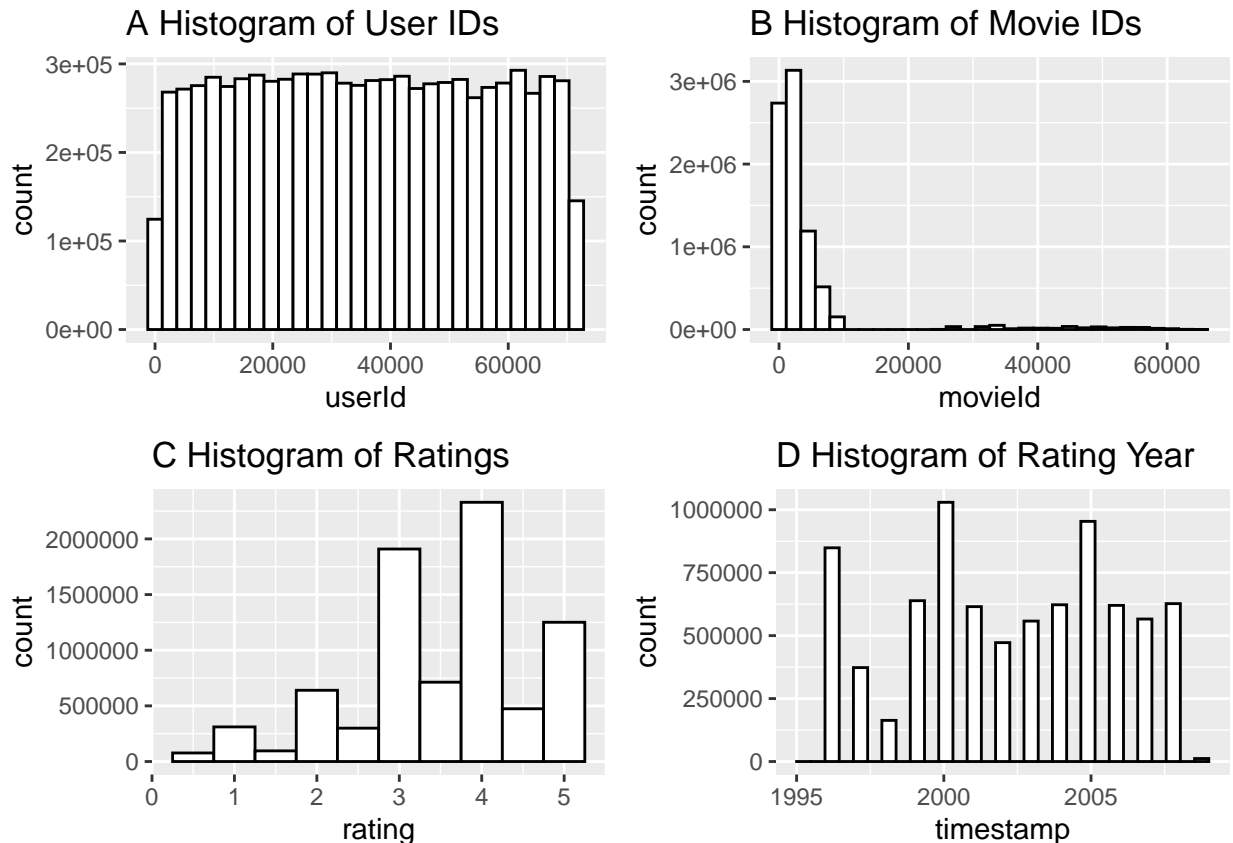 A Histogram of User IDs
3e+05
2e+05
1e+05
0e+00
count
0 20000 40000 60000
userId
B Histogram of Movie IDs
3e+06
2e+06
1e+06
0e+00
count
0 20000 40000 60000
movieId
C Histogram of Ratings
2000000
1500000
1000000
500000
0
count
0 1 2 3 4 5
rating
D Histogram of Rating Year
1000000
750000
500000
250000
0
count
1995 2000 2005
timestamp